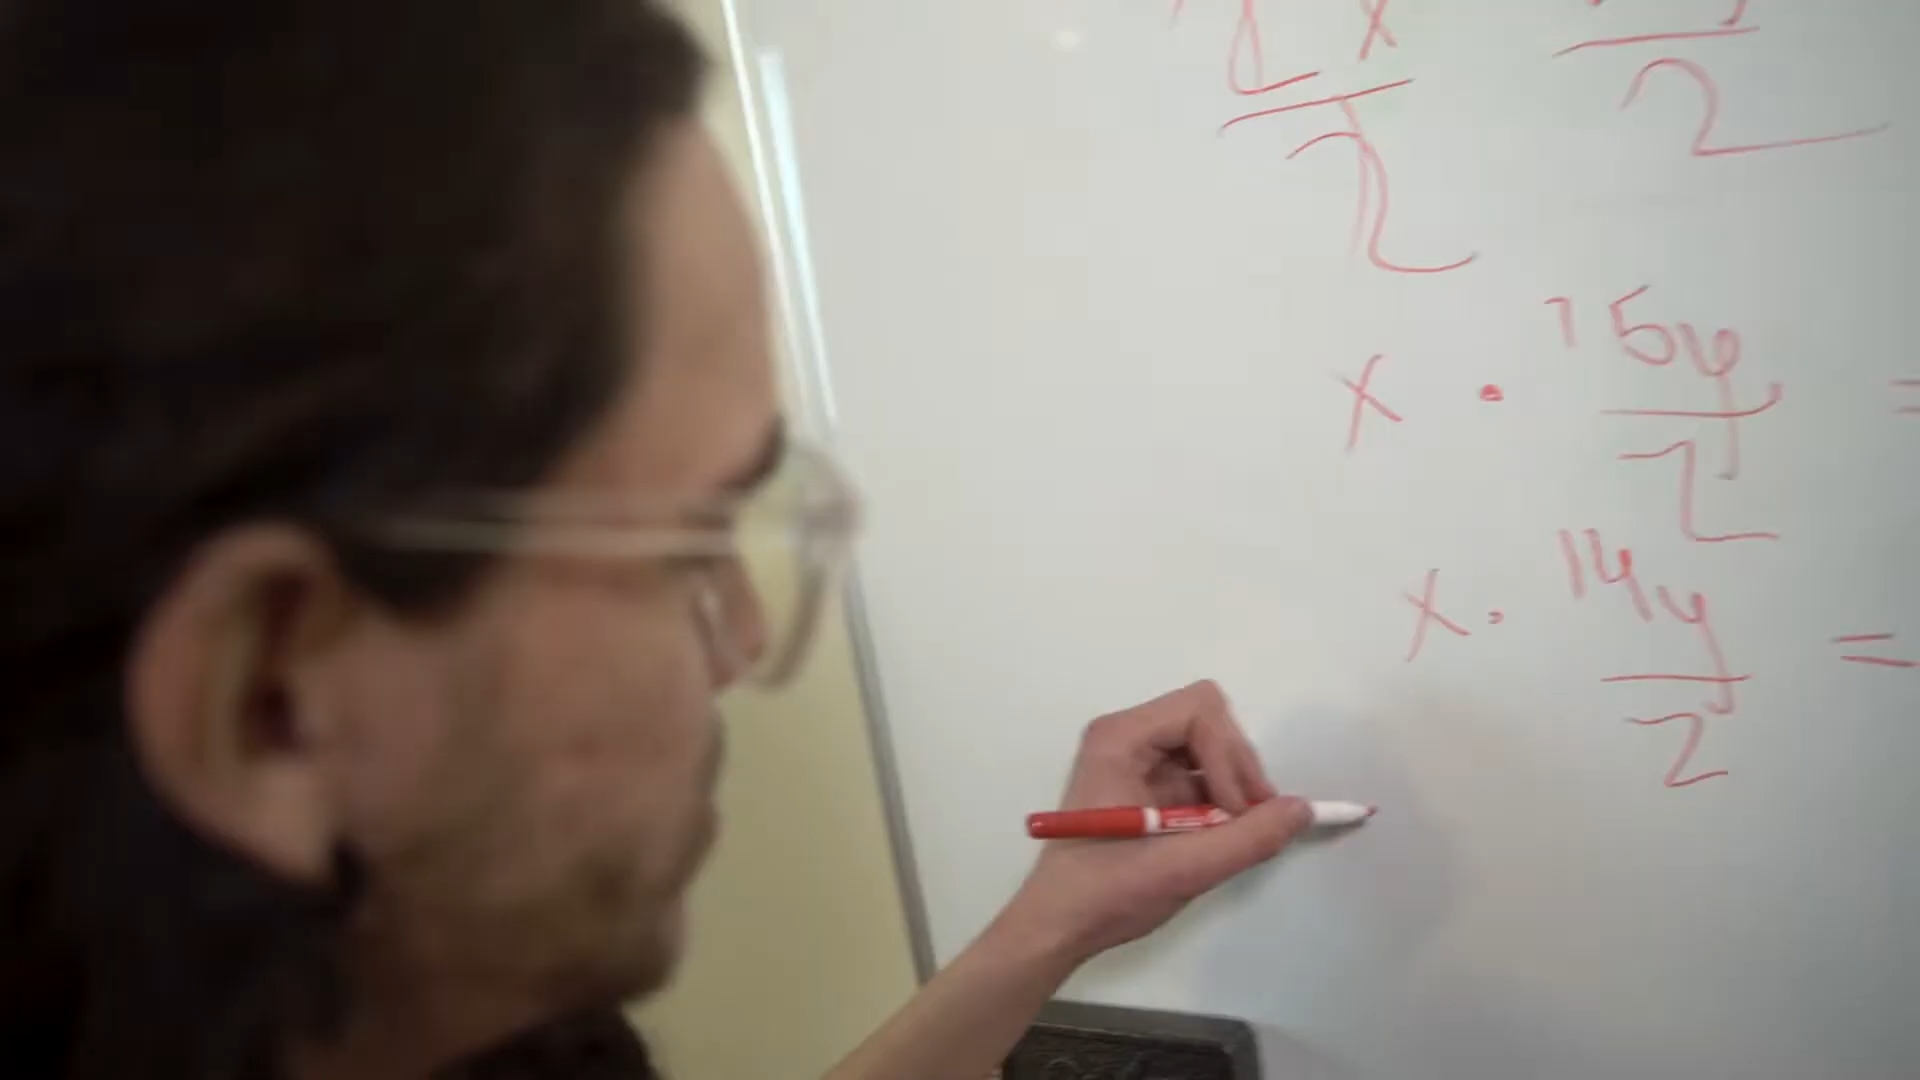 x
2 2
x · 15y/2 =
x · 14y/2 =